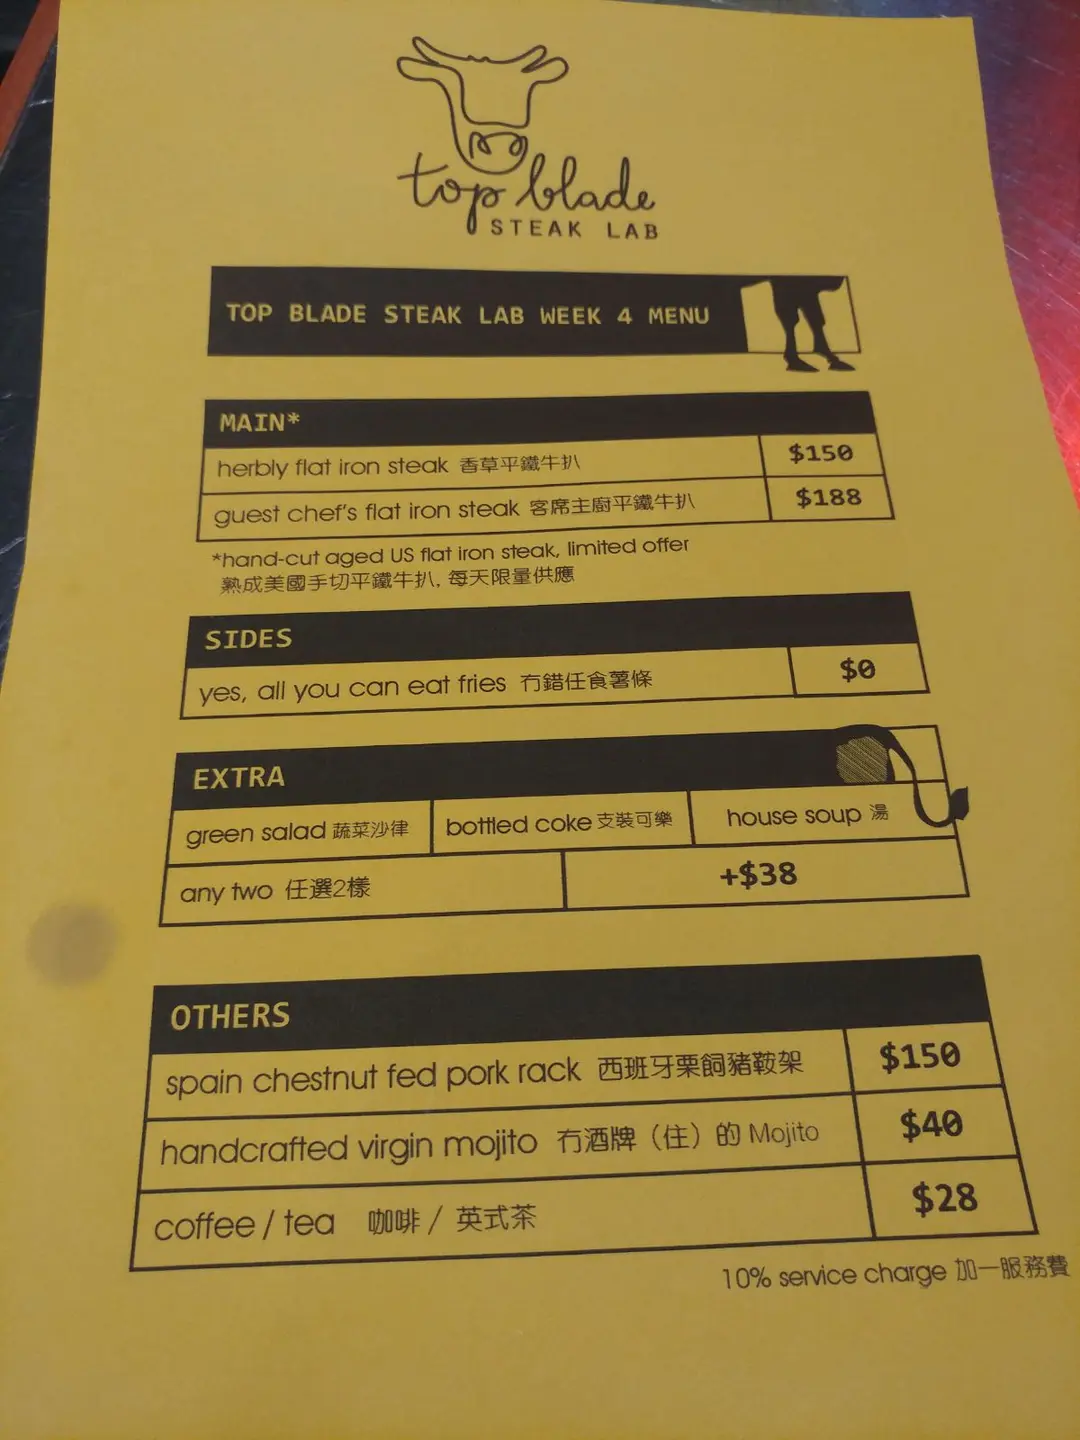 top blade
STEAK LAB
TOP BLADE STEAK LAB WEEK 4 MENU
MAIN*
herbly flat iron steak 香草平鐵牛扒 $150
guest chef's flat iron steak 客席主廚平鐵牛扒 $188
*hand-cut aged US flat iron steak, limited offer
熟成美國手切平鐵牛扒, 每天限量供應
SIDES
yes, all you can eat fries 冇錯任食薯條 $0
EXTRA
green salad 蔬菜沙律 bottled coke 支裝可樂 house soup 湯
any two 任選2樣 +$38
OTHERS
spain chestnut fed pork rack 西班牙栗飼豬鞍架 $150
handcrafted virgin mojito 冇酒牌（住）的 Mojito $40
coffee / tea 咖啡 / 英式茶 $28
10% service charge 加一服務費